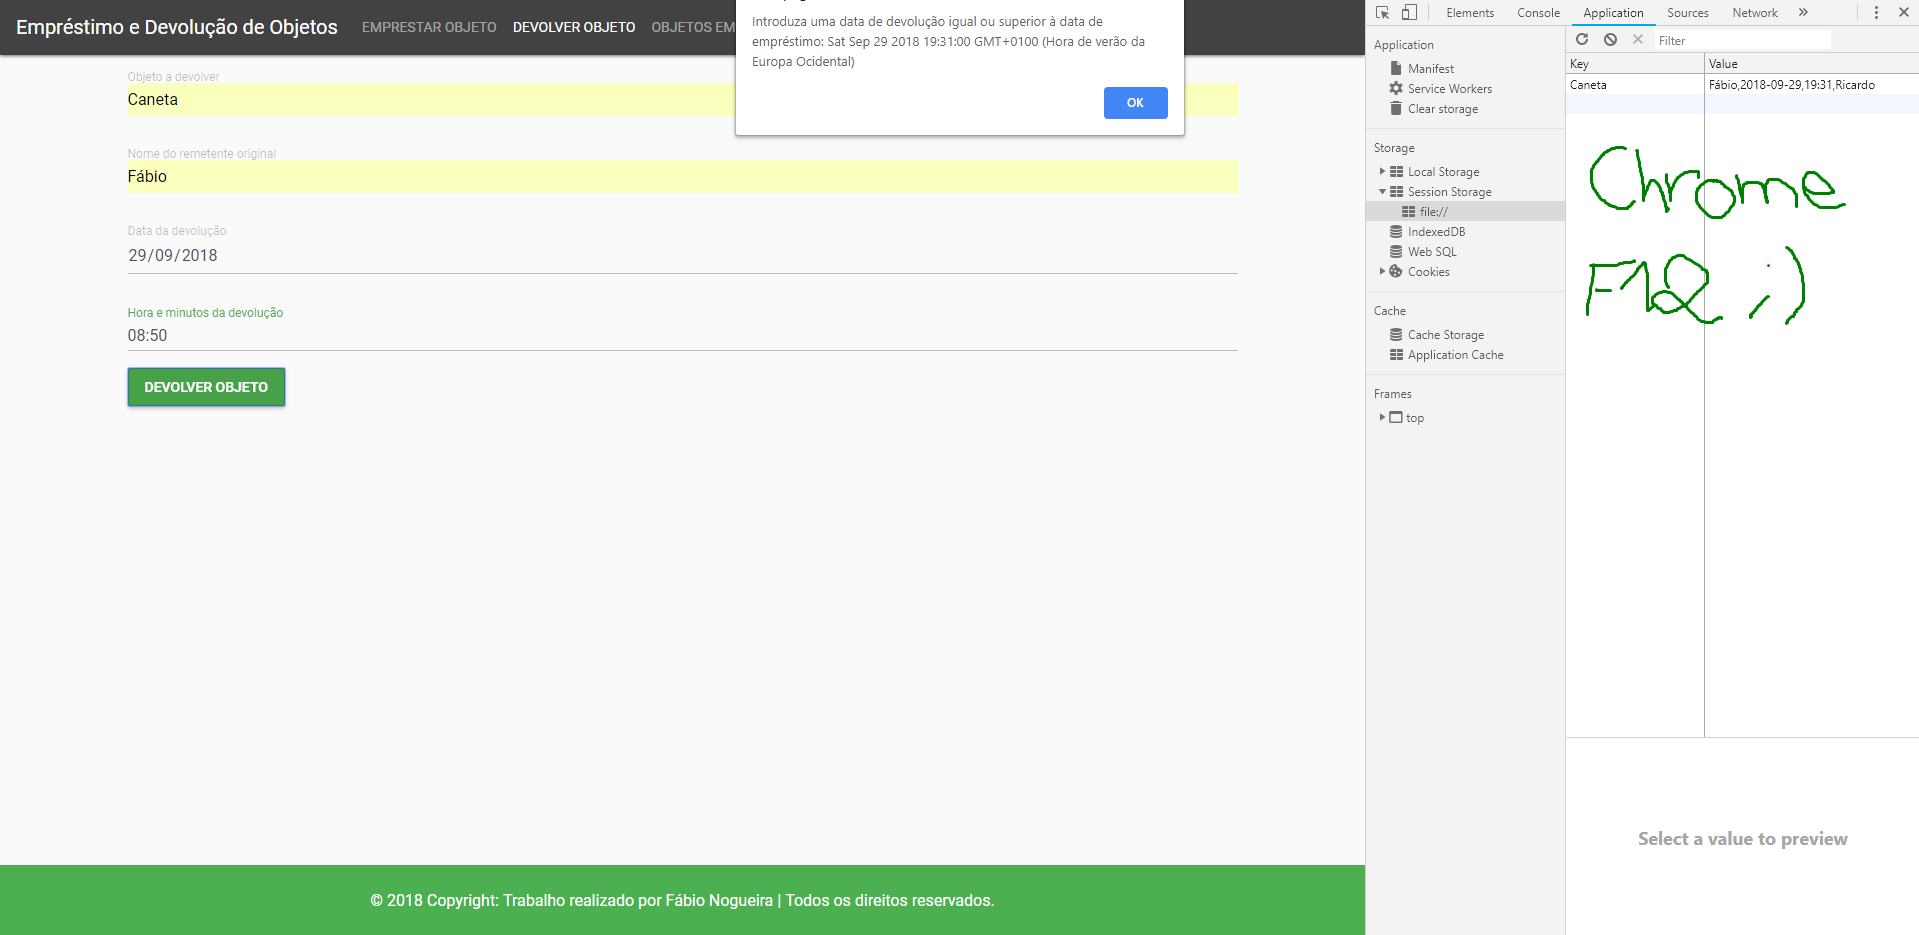 Empréstimo e Devolução de Objetos
EMPRESTAR OBJETO
DEVOLVER OBJETO
OBJETOS EM
Introduza uma data de devolução igual ou superior à data de
empréstimo: Sat Sep 29 2018 19:31:00 GMT+0100 (Hora de verão da
Europa Ocidental)
OK
Objeto a devolver
Caneta
Nome do remetente original
Fábio
Data da devolução
29/09/2018
Hora e minutos da devolução
08:50
DEVOLVER OBJETO
© 2018 Copyright: Trabalho realizado por Fábio Nogueira | Todos os direitos reservados.
Elements
Console
Application
Sources
Network
Application
Manifest
Service Workers
Clear storage
Storage
Local Storage
Session Storage
file://
IndexedDB
Web SQL
Cookies
Cache
Cache Storage
Application Cache
Frames
top
Filter
Key
Value
Caneta
Fábio,2018-09-29,19:31,Ricardo
Chrome
F12 ;)
Select a value to preview